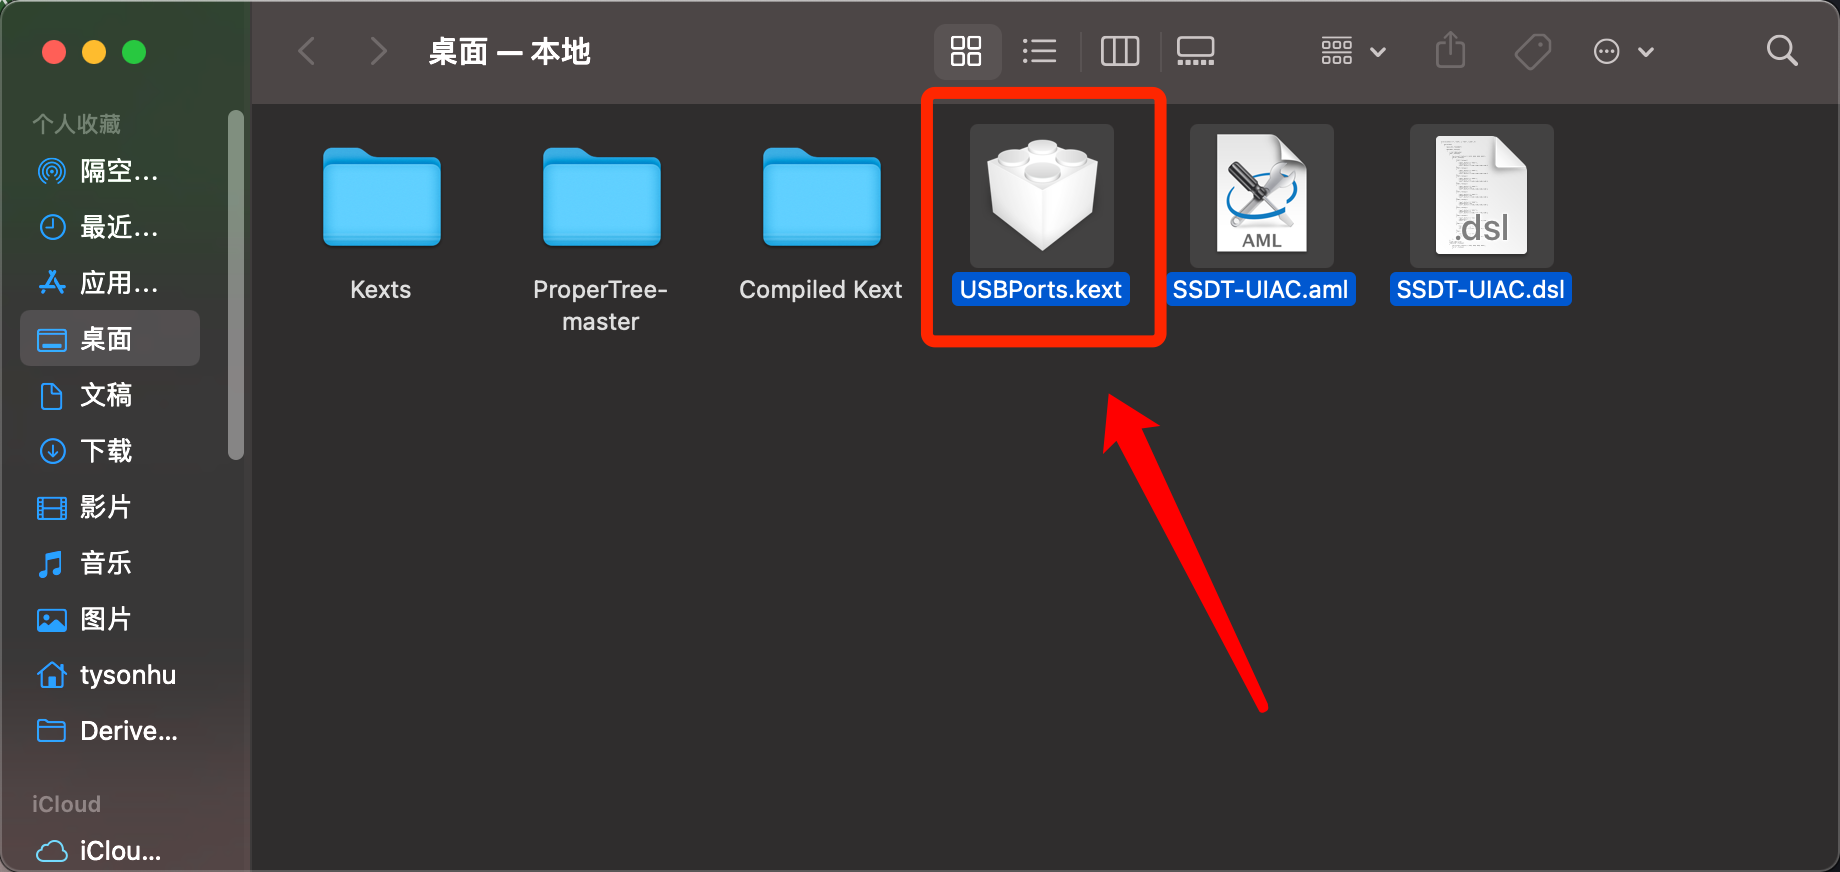 桌面 — 本地
个人收藏
隔空...
最近...
应用...
桌面
文稿
下载
影片
音乐
图片
tysonhu
Derive...
iCloud
iClou...
Kexts
ProperTree-
master
Compiled Kext
USBPorts.kext
AML
SSDT-UIAC.aml
.dsl
SSDT-UIAC.dsl